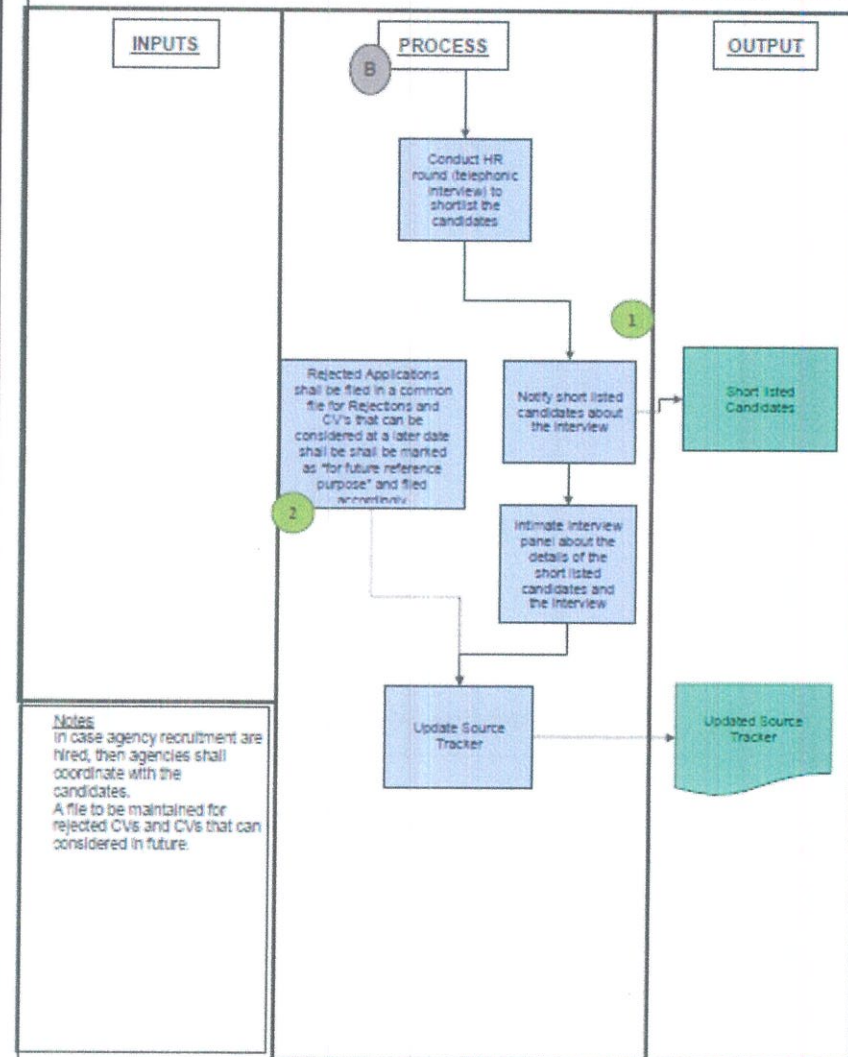 INPUTS
PROCESS
OUTPUT
B
Conduct HR
round (telephonic
interview) to
shortlist the
candidates
1
Rejected Applications
shall be filed in a common
file for Rejections and
CV's that can be
considered at a later date
shall be shall be marked
as "for future reference
purpose" and filed
accordingly
2
Notify short listed
candidates about
the interview
Short listed
Candidates
Intimate interview
panel about the
details of the
short listed
candidates and
the interview
Update Source
Tracker
Updated Source
Tracker
Notes
In case agency recruitment are
hired, then agencies shall
coordinate with the
candidates.
A file to be maintained for
rejected CVs and CVs that can
considered in future.